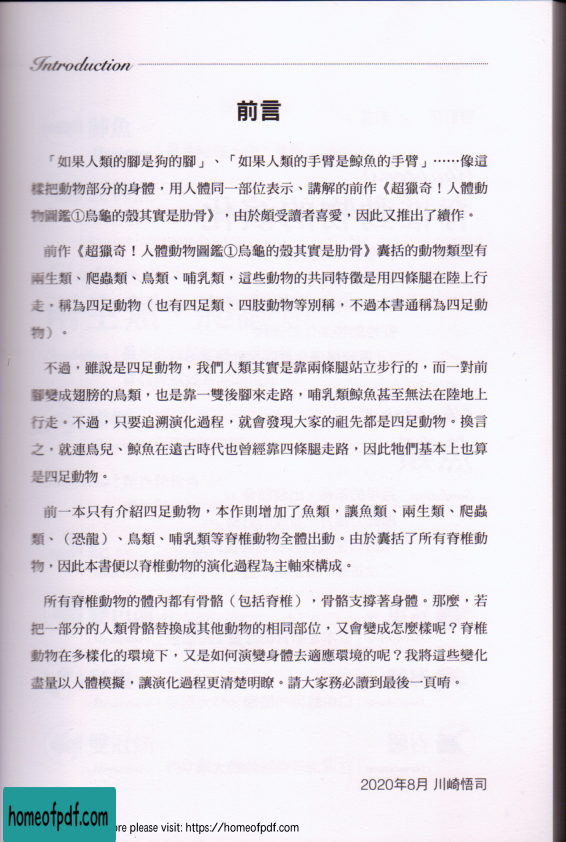 Introduction
前言
「如果人類的腳是狗的腳」、「如果人類的手臂是鯨魚的手臂」……像這
樣把動物部分的身體，用人體同一部位表示、講解的前作《超獵奇！人體動
物圖鑑①烏龜的殼其實是肋骨》，由於頗受讀者喜愛，因此又推出了續作。
前作《超獵奇！人體動物圖鑑①烏龜的殼其實是肋骨》囊括的動物類型有
兩生類、爬蟲類、鳥類、哺乳類，這些動物的共同特徵是用四條腿在陸上行
走，稱為四足動物（也有四足類、四肢動物等別稱，不過本書通稱為四足動
物）。
不過，雖說是四足動物，我們人類其實是靠兩條腿站立步行的，而一對前
腳變成翅膀的鳥類，也是靠一雙後腳來走路，哺乳類鯨魚甚至無法在陸地上
行走。不過，只要追溯演化過程，就會發現大家的祖先都是四足動物。換言
之，就連鳥兒、鯨魚在遠古時代也曾經靠四條腿走路，因此牠們基本上也算
是四足動物。
前一本只有介紹四足動物，本作則增加了魚類，讓魚類、兩生類、爬蟲
類、（恐龍）、鳥類、哺乳類等脊椎動物全體出動。由於囊括了所有脊椎動
物，因此本書便以脊椎動物的演化過程為主軸來構成。
所有脊椎動物的體內都有骨骼（包括脊椎），骨骼支撐著身體。那麼，若
把一部分的人類骨骼替換成其他動物的相同部位，又會變成怎麼樣呢？脊椎
動物在多樣化的環境下，又是如何演變身體去適應環境的呢？我將這些變化
盡量以人體模擬，讓演化過程更清楚明瞭。請大家務必讀到最後一頁唷。
2020年8月 川崎悟司
homeofpdf.com
ore please visit: https://homeofpdf.com